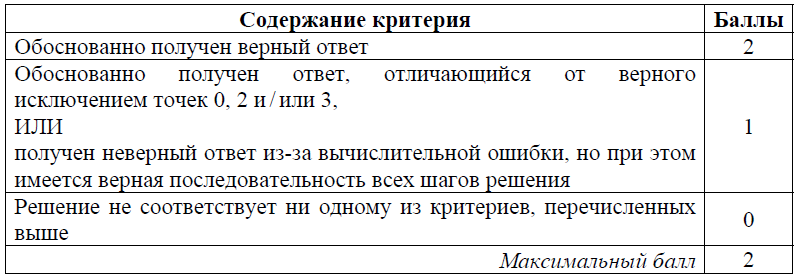 Содержание критерия Баллы
Обоснованно получен верный ответ 2
Обоснованно получен ответ, отличающийся от верного
исключением точек 0, 2 и / или 3,
ИЛИ
получен неверный ответ из-за вычислительной ошибки, но при этом
имеется верная последовательность всех шагов решения
1
Решение не соответствует ни одному из критериев, перечисленных
выше
0
Максимальный балл 2